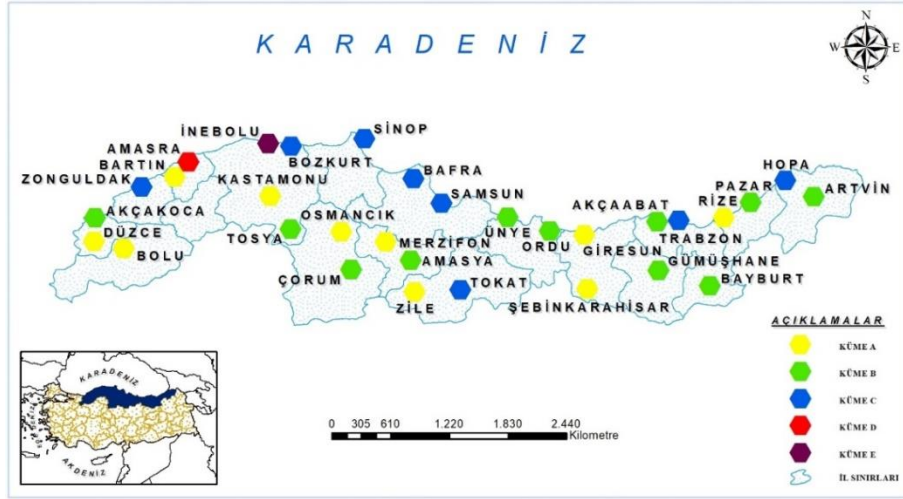 K A R A D E N İ Z
N
W E
S
İNEBOLU
SİNOP
AMASRA
BOZKURT
BARTIN
ZONGULDAK
KASTAMONU
BAFRA
SAMSUN
HOPA
PAZAR
ARTVİN
AKÇAKOCA
OSMANCIK
AKÇAABAT
RİZE
DÜZCE
TOSYA
MERZİFON
ÜNYE
ORDU
GİRESUN
TRABZON
BOLU
AMASYA
GÜMÜŞHANE
ÇORUM
TOKAT
BAYBURT
ZİLE
ŞEBİNKARAHİSAR
AÇIKLAMALAR
KÜME A
KÜME B
KÜME C
KÜME D
KÜME E
İL SINIRLARI
KARADENİZ
AKDENİZ
0 305 610 1.220 1.830 2.440
Kilometre